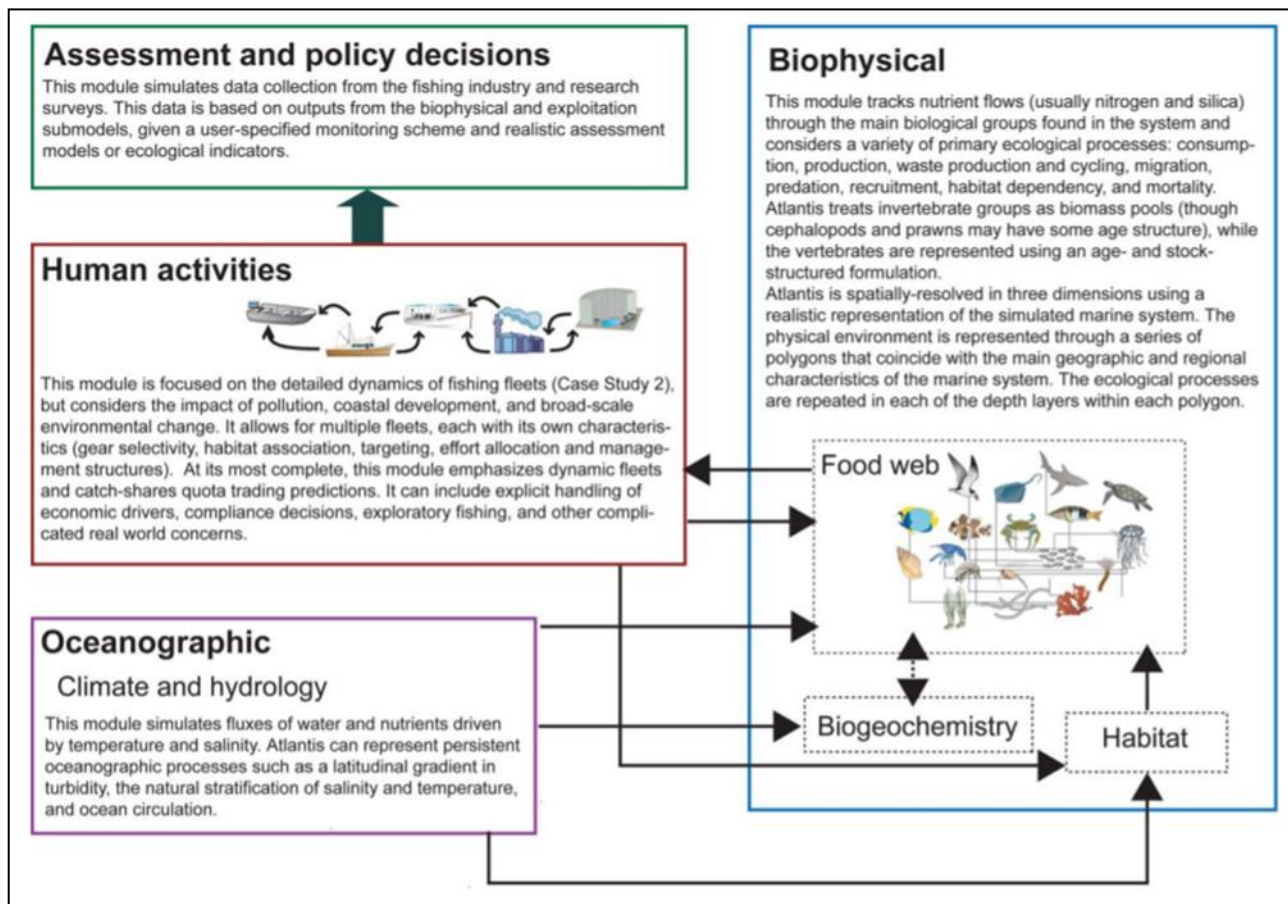 Assessment and policy decisions
This module simulates data collection from the fishing industry and research
surveys. This data is based on outputs from the biophysical and exploitation
submodels, given a user-specified monitoring scheme and realistic assessment
models or ecological indicators.
Human activities
This module is focused on the detailed dynamics of fishing fleets (Case Study 2),
but considers the impact of pollution, coastal development, and broad-scale
environmental change. It allows for multiple fleets, each with its own characteris-
tics (gear selectivity, habitat association, targeting, effort allocation and manage-
ment structures).  At its most complete, this module emphasizes dynamic fleets
and catch-shares quota trading predictions. It can include explicit handling of
economic drivers, compliance decisions, exploratory fishing, and other compli-
cated real world concerns.
Oceanographic
Climate and hydrology
This module simulates fluxes of water and nutrients driven
by temperature and salinity. Atlantis can represent persistent
oceanographic processes such as a latitudinal gradient in
turbidity, the natural stratification of salinity and temperature,
and ocean circulation.
Biophysical
This module tracks nutrient flows (usually nitrogen and silica)
through the main biological groups found in the system and
considers a variety of primary ecological processes: consump-
tion, production, waste production and cycling, migration,
predation, recruitment, habitat dependency, and mortality.
Atlantis treats invertebrate groups as biomass pools (though
cephalopods and prawns may have some age structure), while
the vertebrates are represented using an age- and stock-
structured formulation.
Atlantis is spatially-resolved in three dimensions using a
realistic representation of the simulated marine system. The
physical environment is represented through a series of
polygons that coincide with the main geographic and regional
characteristics of the marine system. The ecological processes
are repeated in each of the depth layers within each polygon.
Food web
Biogeochemistry
Habitat